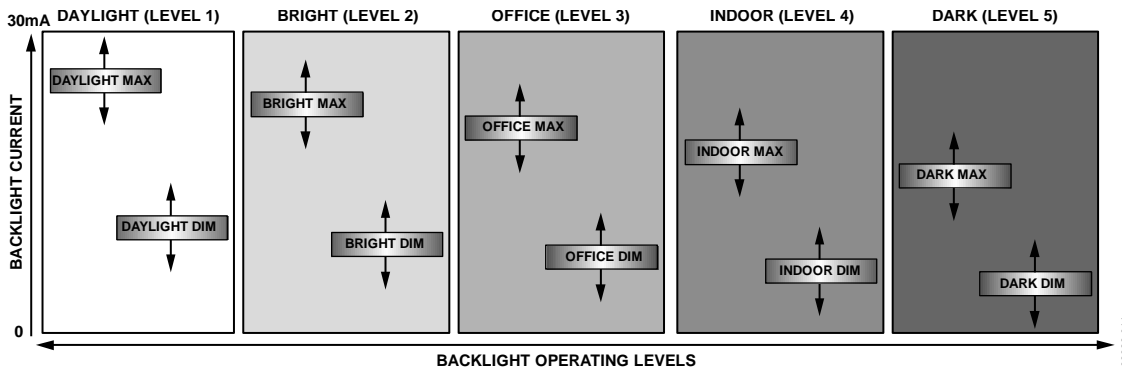 DAYLIGHT (LEVEL 1)
BRIGHT (LEVEL 2)
OFFICE (LEVEL 3)
INDOOR (LEVEL 4)
DARK (LEVEL 5)
30mA
BACKLIGHT CURRENT
0
DAYLIGHT MAX
DAYLIGHT DIM
BRIGHT MAX
BRIGHT DIM
OFFICE MAX
OFFICE DIM
INDOOR MAX
INDOOR DIM
DARK MAX
DARK DIM
BACKLIGHT OPERATING LEVELS